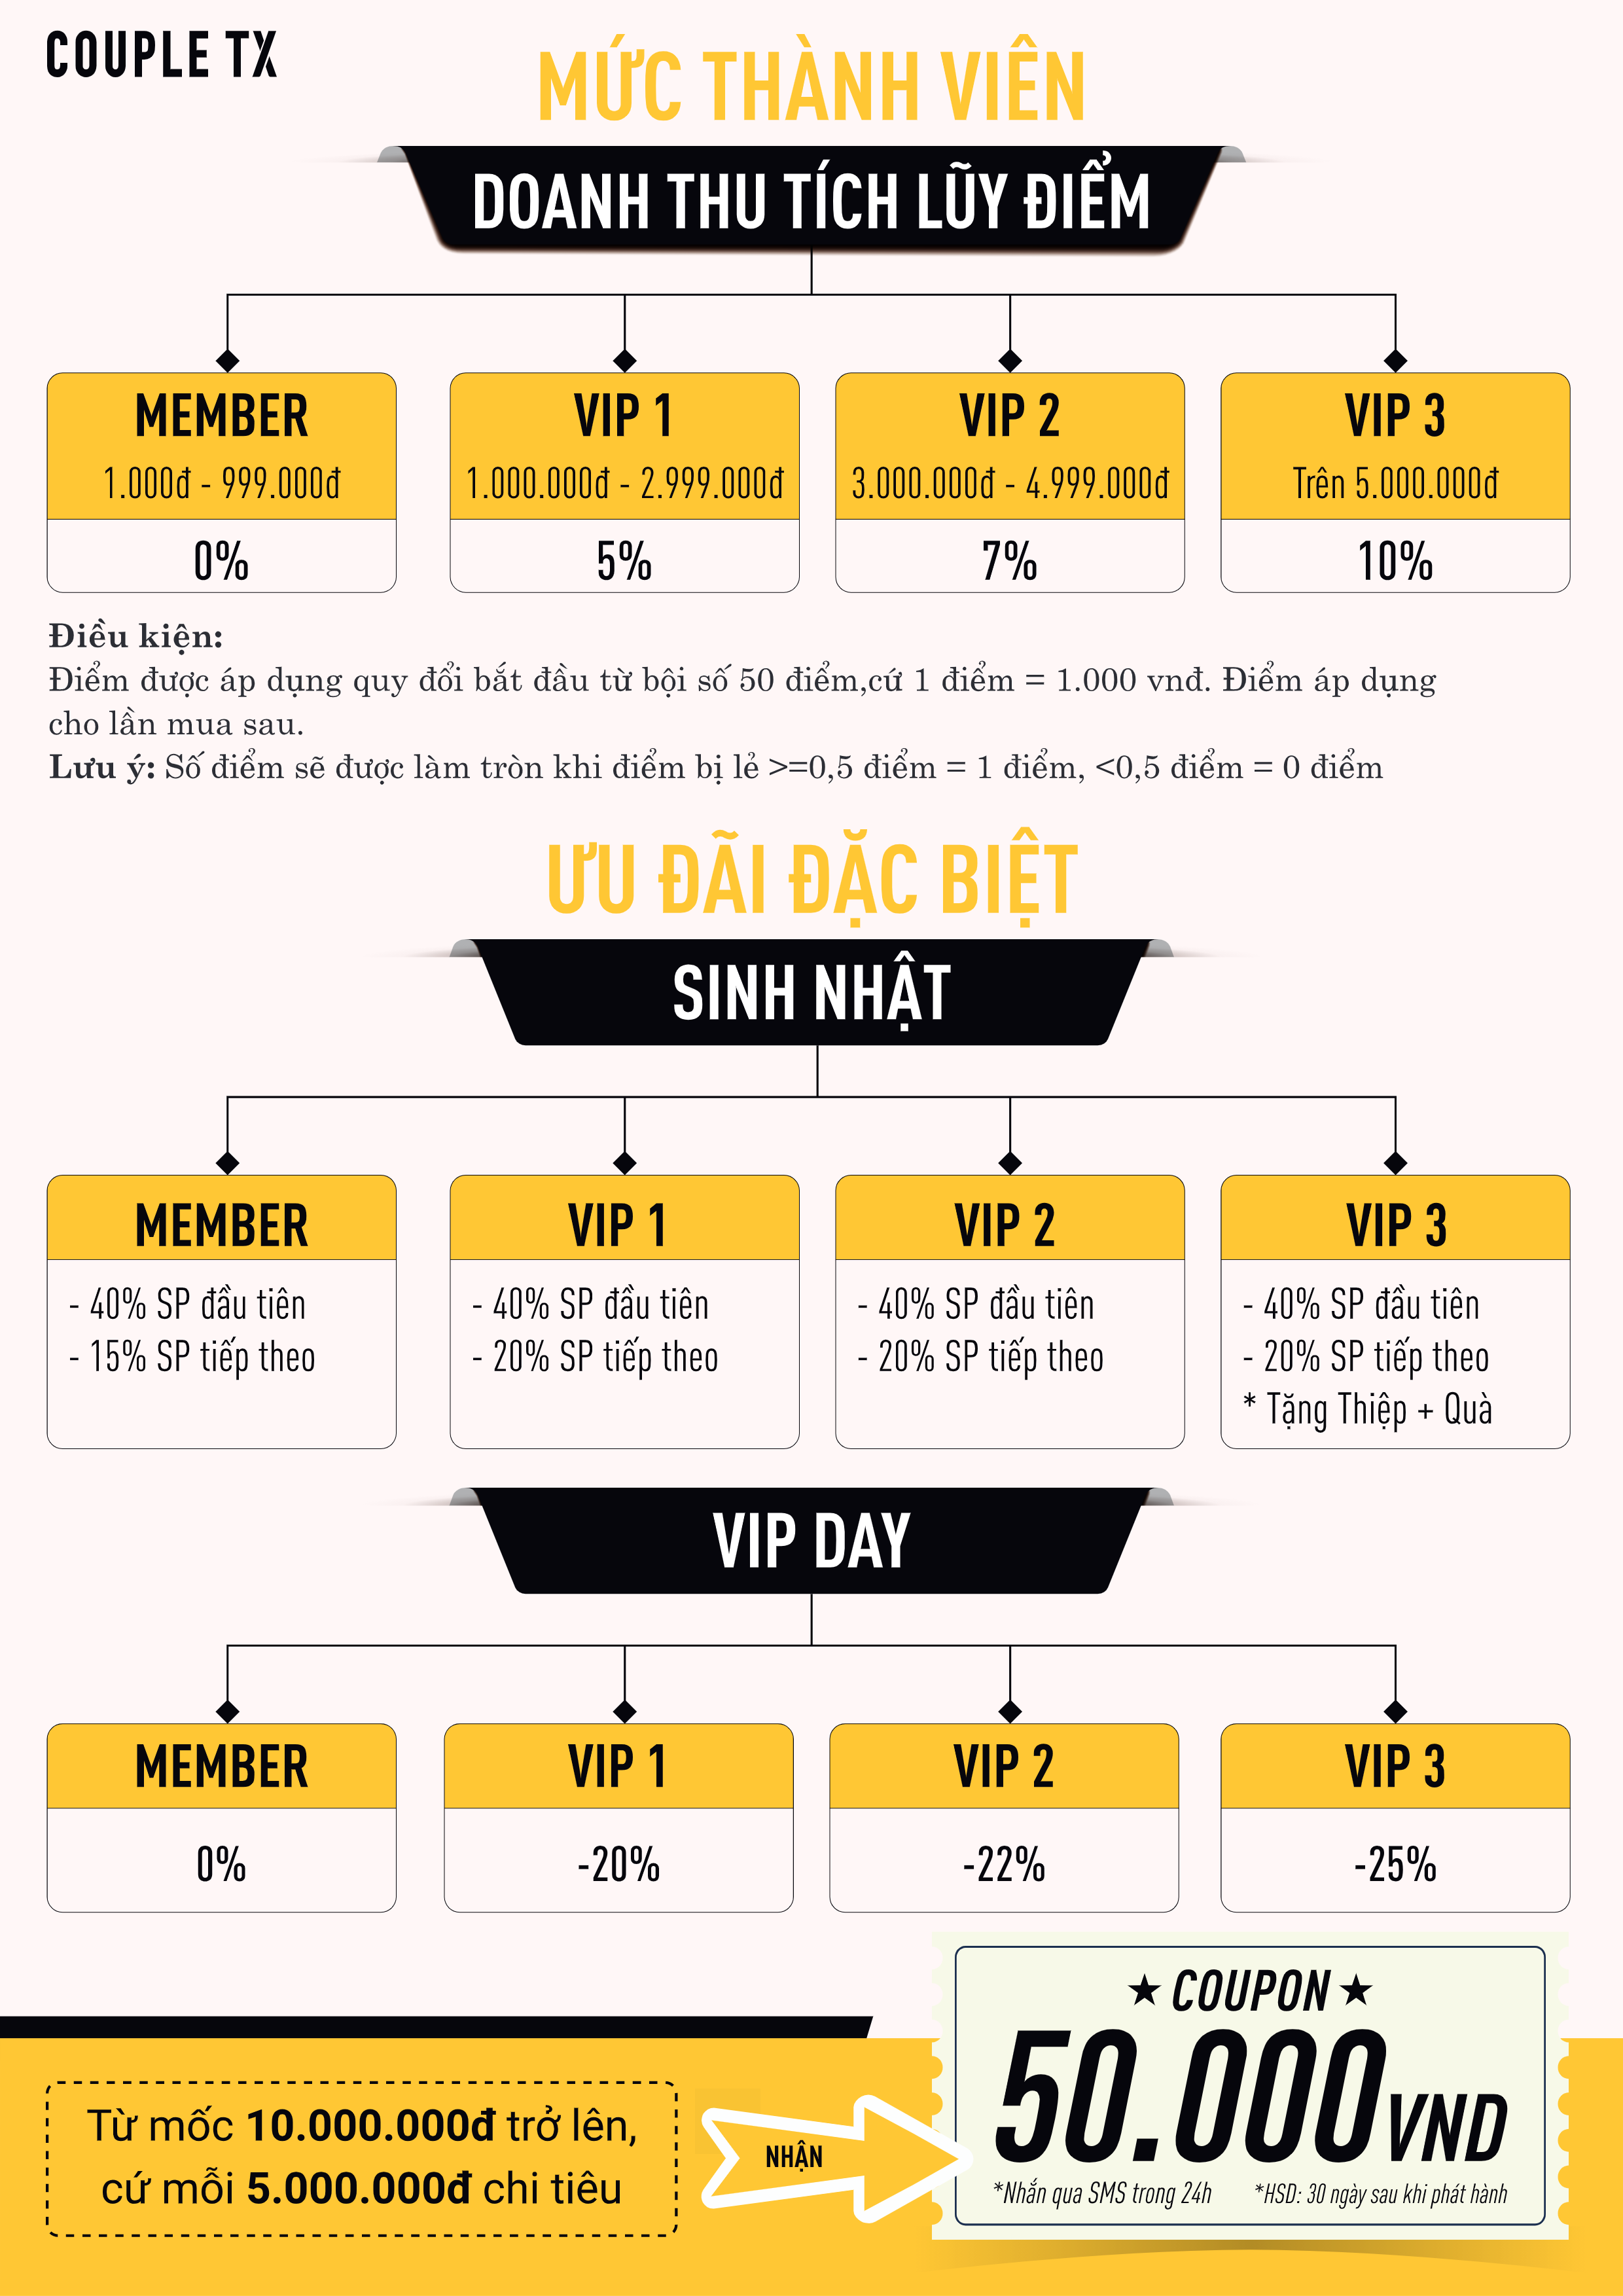 COUPLE TX
MỨC THÀNH VIÊN
DOANH THU TÍCH LŨY ĐIỂM
MEMBER
1.000đ - 999.000đ
0%
VIP 1
1.000.000đ - 2.999.000đ
5%
VIP 2
3.000.000đ - 4.999.000đ
7%
VIP 3
Trên 5.000.000đ
10%
Điều kiện:
Điểm được áp dụng quy đổi bắt đầu từ bội số 50 điểm,cứ 1 điểm = 1.000 vnđ. Điểm áp dụng
cho lần mua sau.
Lưu ý: Số điểm sẽ được làm tròn khi điểm bị lẻ >=0,5 điểm = 1 điểm, <0,5 điểm = 0 điểm
ƯU ĐÃI ĐẶC BIỆT
SINH NHẬT
MEMBER
- 40% SP đầu tiên
- 15% SP tiếp theo
VIP 1
- 40% SP đầu tiên
- 20% SP tiếp theo
VIP 2
- 40% SP đầu tiên
- 20% SP tiếp theo
VIP 3
- 40% SP đầu tiên
- 20% SP tiếp theo
* Tặng Thiệp + Quà
VIP DAY
MEMBER
0%
VIP 1
-20%
VIP 2
-22%
VIP 3
-25%
Từ mốc 10.000.000đ trở lên,
cứ mỗi 5.000.000đ chi tiêu
NHẬN
★ COUPON ★
50.000 VND
*Nhắn qua SMS trong 24h *HSD: 30 ngày sau khi phát hành